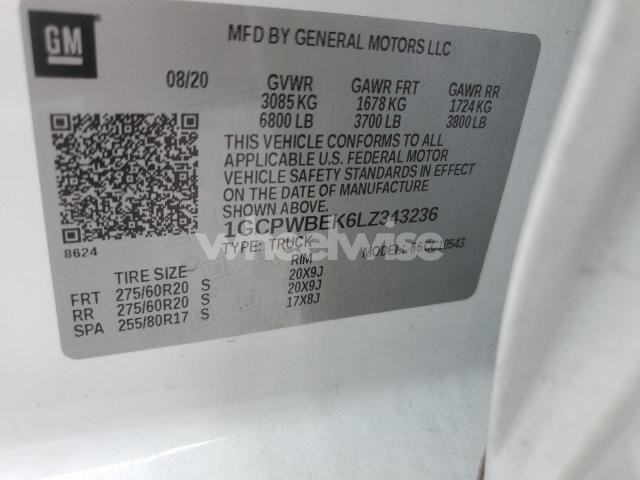 GM
MFD BY GENERAL MOTORS LLC
08/20 GVWR GAWR FRT GAWR RR
3085 KG 1678 KG 1724 KG
6800 LB 3700 LB 3800 LB
THIS VEHICLE CONFORMS TO ALL
APPLICABLE U.S. FEDERAL MOTOR
VEHICLE SAFETY STANDARDS IN EFFECT
ON THE DATE OF MANUFACTURE
SHOWN ABOVE.
1GCPWBEK6LZ343236
8624
TYPE: TRUCK MODEL:
wheelwise
TIRE SIZE RIM
FRT 275/60R20 S 20X9J
RR 275/60R20 S 20X9J
SPA 255/80R17 S 17X8J